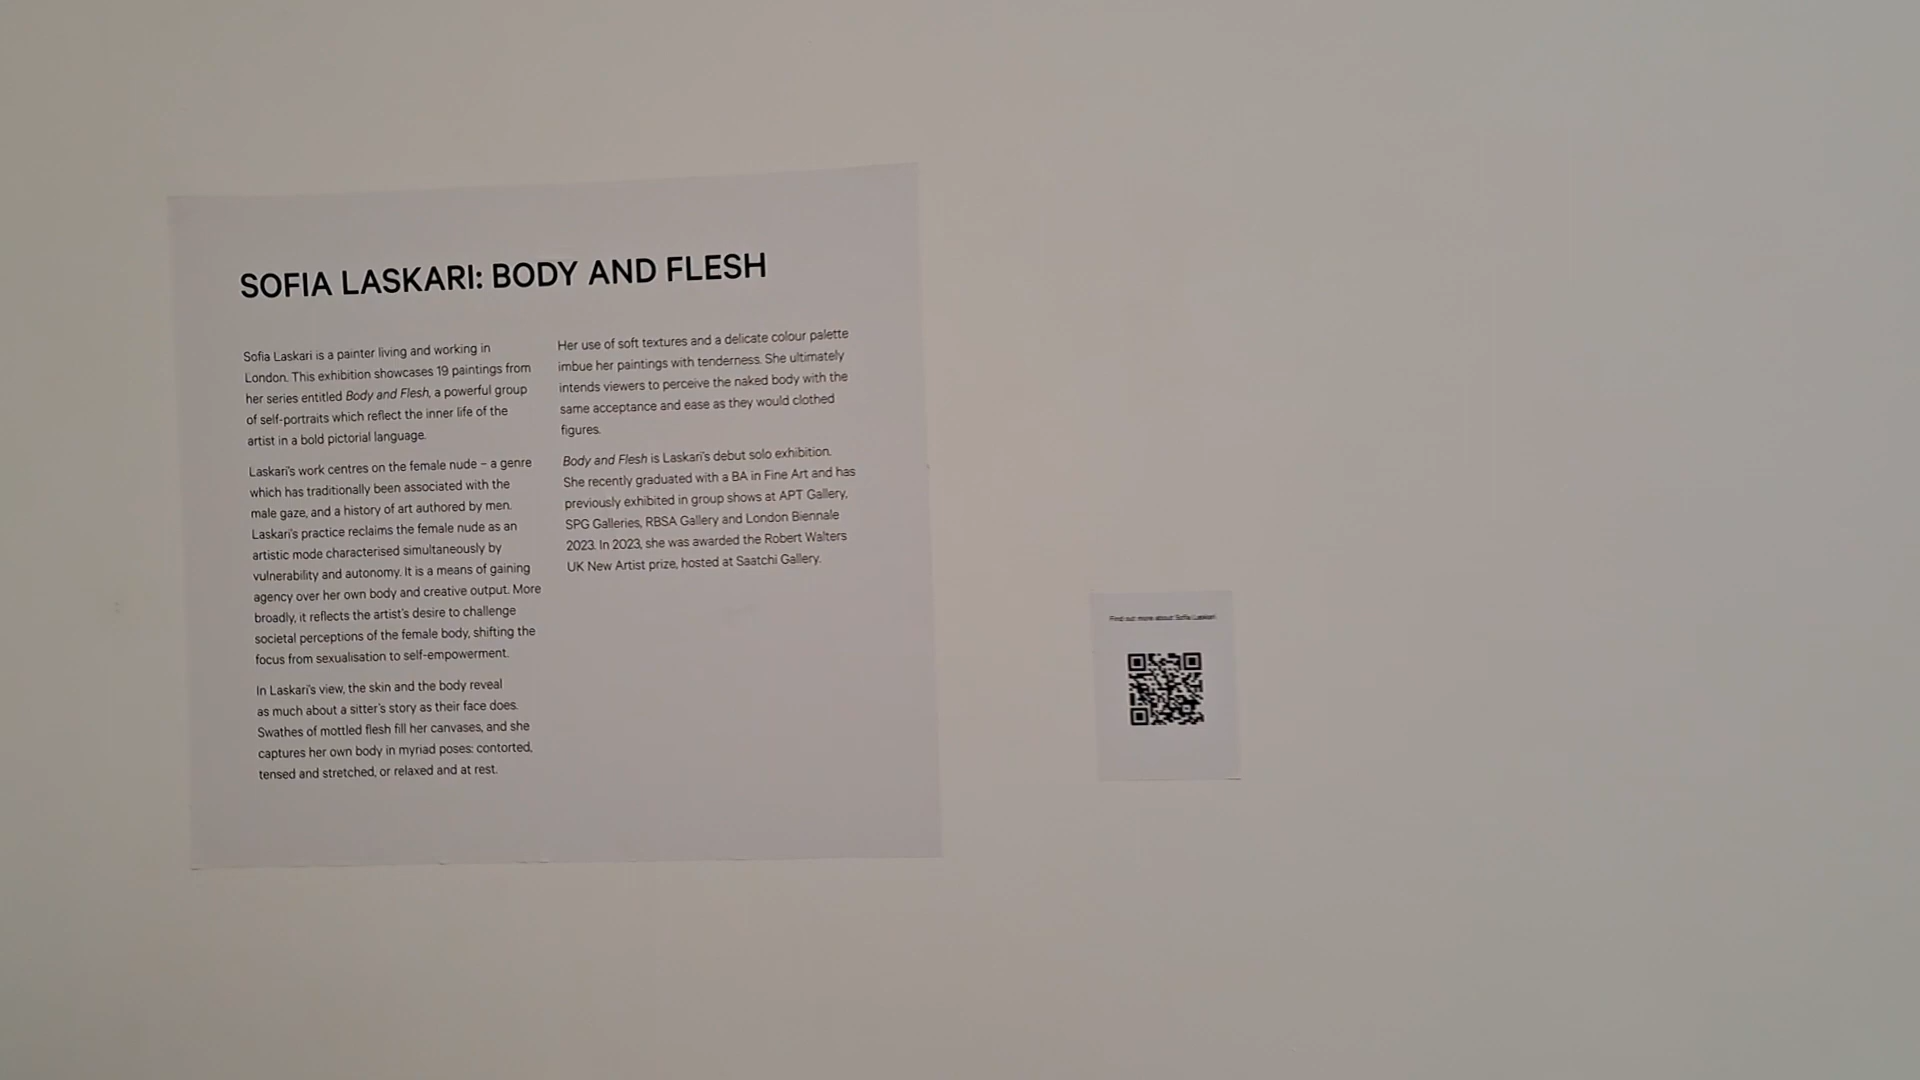 SOFIA LASKARI: BODY AND FLESH
Sofia Laskari is a painter living and working in
London. This exhibition showcases 19 paintings from
her series entitled Body and Flesh, a powerful group
of self-portraits which reflect the inner life of the
artist in a bold pictorial language.
Laskari's work centres on the female nude – a genre
which has traditionally been associated with the
male gaze, and a history of art authored by men.
Laskari's practice reclaims the female nude as an
artistic mode characterised simultaneously by
vulnerability and autonomy. It is a means of gaining
agency over her own body and creative output. More
broadly, it reflects the artist's desire to challenge
societal perceptions of the female body, shifting the
focus from sexualisation to self-empowerment.
In Laskari's view, the skin and the body reveal
as much about a sitter's story as their face does.
Swathes of mottled flesh fill her canvases, and she
captures her own body in myriad poses: contorted,
tensed and stretched, or relaxed and at rest.
Her use of soft textures and a delicate colour palette
imbue her paintings with tenderness. She ultimately
intends viewers to perceive the naked body with the
same acceptance and ease as they would clothed
figures.
Body and Flesh is Laskari's debut solo exhibition.
She recently graduated with a BA in Fine Art and has
previously exhibited in group shows at APT Gallery,
SPG Galleries, RBSA Gallery and London Biennale
2023. In 2023, she was awarded the Robert Walters
UK New Artist prize, hosted at Saatchi Gallery.
Find out more about Sofia Laskari